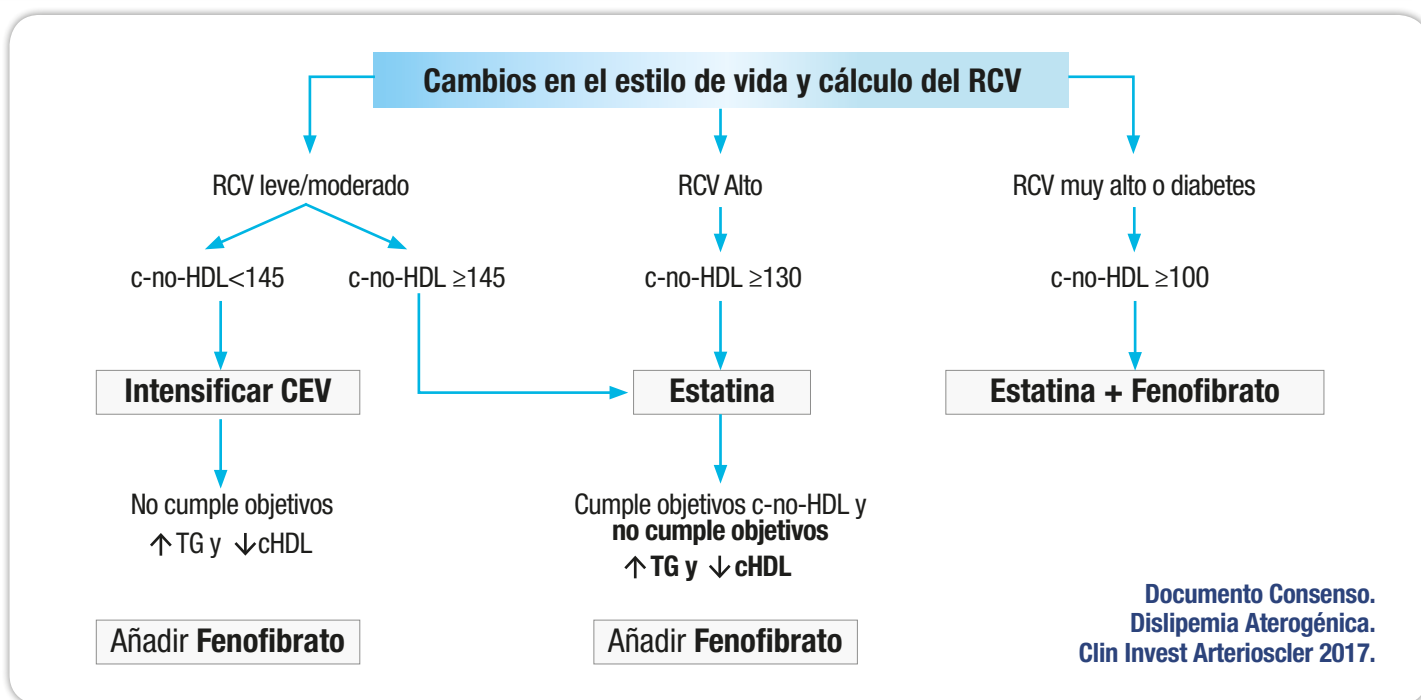 Cambios en el estilo de vida y cálculo del RCV
RCV leve/moderado
RCV Alto
RCV muy alto o diabetes
c-no-HDL<145
c-no-HDL ≥145
c-no-HDL ≥130
c-no-HDL ≥100
Intensificar CEV
Estatina
Estatina + Fenofibrato
No cumple objetivos
↑ TG y ↓ cHDL
Cumple objetivos c-no-HDL y
no cumple objetivos
↑ TG y ↓ cHDL
Añadir Fenofibrato
Añadir Fenofibrato
Documento Consenso.
Dislipemia Aterogénica.
Clin Invest Arterioscler 2017.